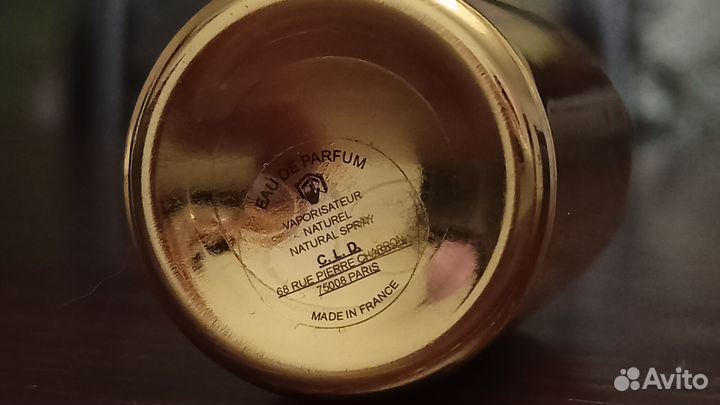 EAU DE PARFUM
VAPORISATEUR
NATUREL
NATURAL SPRAY
C. L. D.
68 RUE PIERRE CHARRON
75008 PARIS
MADE IN FRANCE
Avito